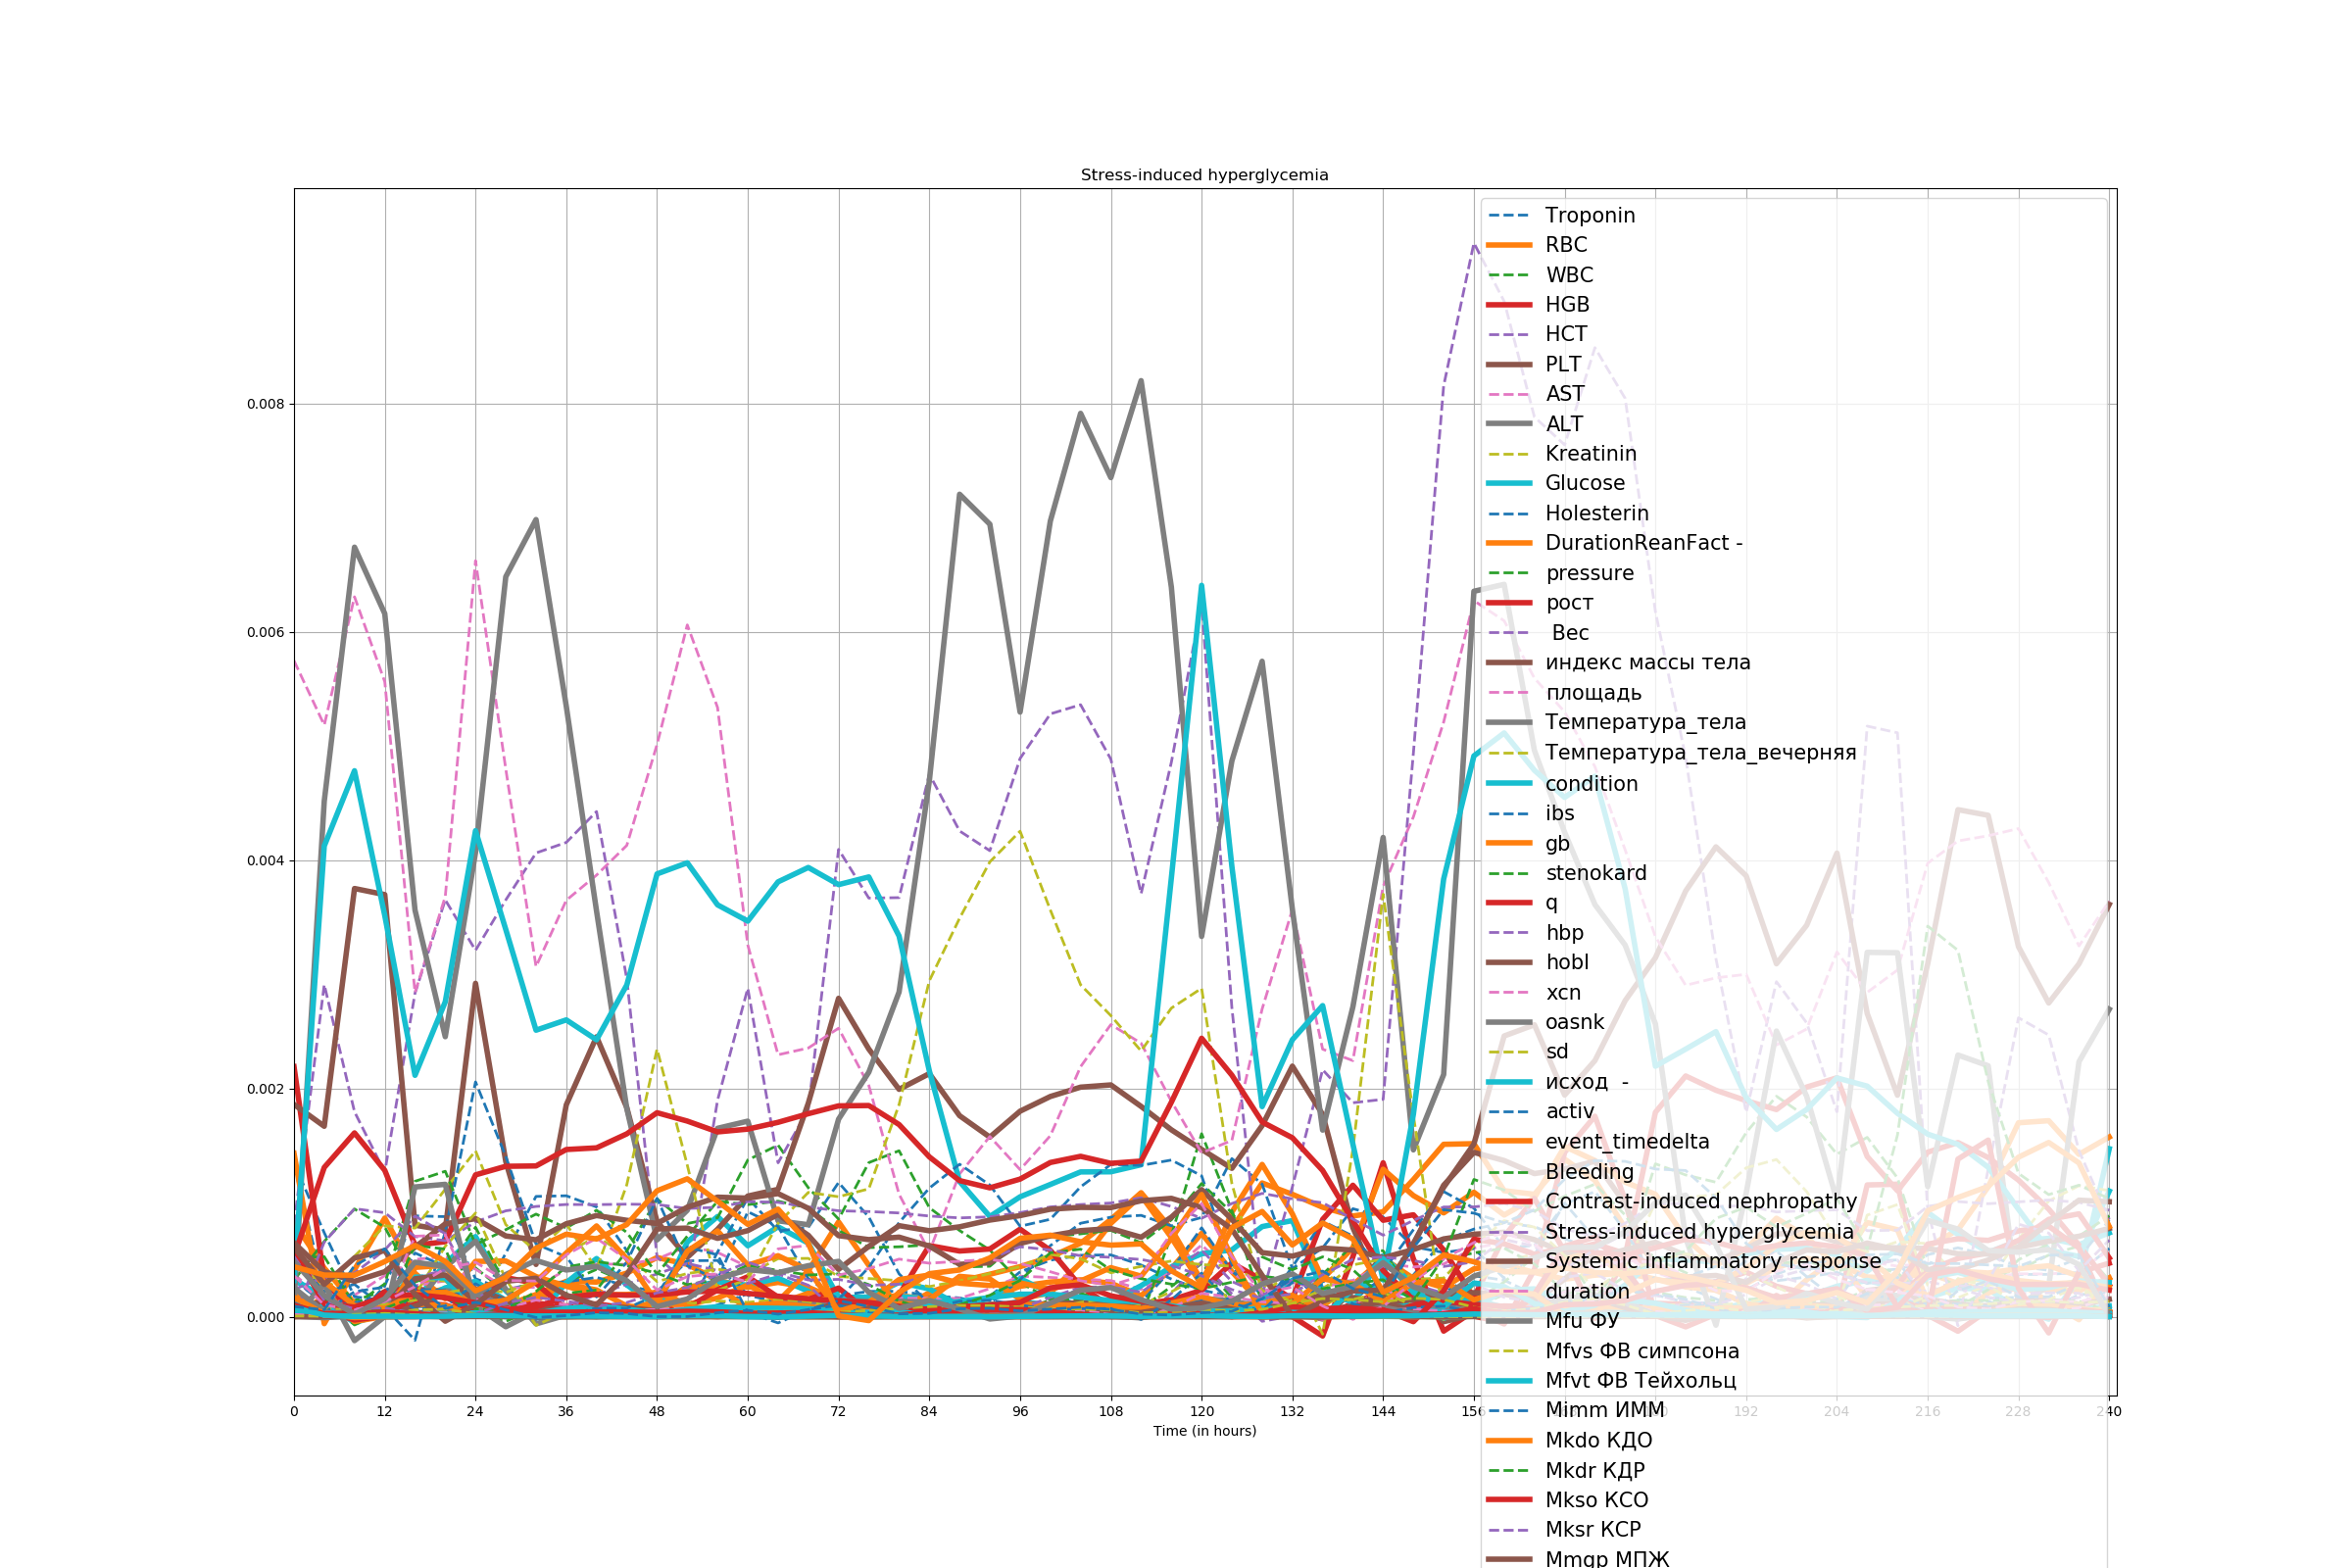 Stress-induced hyperglycemia
0.008
0.006
0.004
0.002
0.000
Troponin
RBC
WBC
HGB
HCT
PLT
AST
ALT
Kreatinin
Glucose
Holesterin
DurationReanFact -
pressure
рост
Вес
индекс массы тела
площадь
Температура_тела
Температура_тела_вечерняя
condition
ibs
gb
stenokard
q
hbp
hobl
xcn
oasnk
sd
исход -
activ
event_timedelta
Bleeding
Contrast-induced nephropathy
Stress-induced hyperglycemia
Systemic inflammatory response
duration
Mfu ФУ
Mfvs ФВ симпсона
Mfvt ФВ Тейхольц
Mimm ИММ
Mkdo КДО
Mkdr КДР
Mkso КСО
Mksr КСР
Mmgp МПЖ
0 12 24 36 48 60 72 84 96 108 120 132 144 156 192 204 216 228 240
Time (in hours)